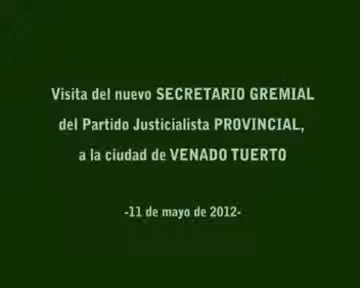 Visita del nuevo SECRETARIO GREMIAL
del Partido Justicialista PROVINCIAL,
a la ciudad de VENADO TUERTO
-11 de mayo de 2012-